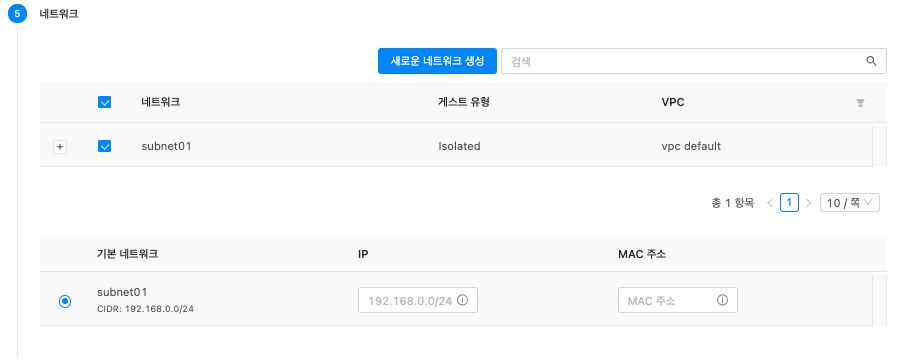 5 네트워크
새로운 네트워크 생성 검색
네트워크 게스트 유형 VPC
+ subnet01 Isolated vpc default
총 1 항목 < 1 > 10 / 쪽
기본 네트워크 IP MAC 주소
subnet01 192.168.0.0/24 MAC 주소
CIDR: 192.168.0.0/24